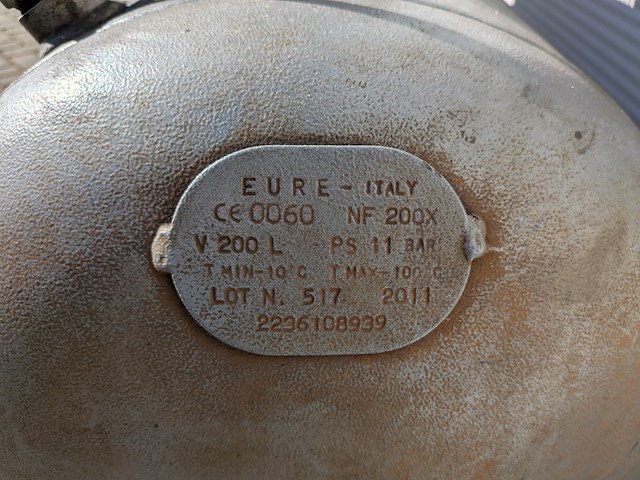 EURE - ITALY
CE 0060 NF 200X
V 200 L PS 11 BAR
T MIN-10°C T MAX-100°C
LOT N. 517 2011
2236108939